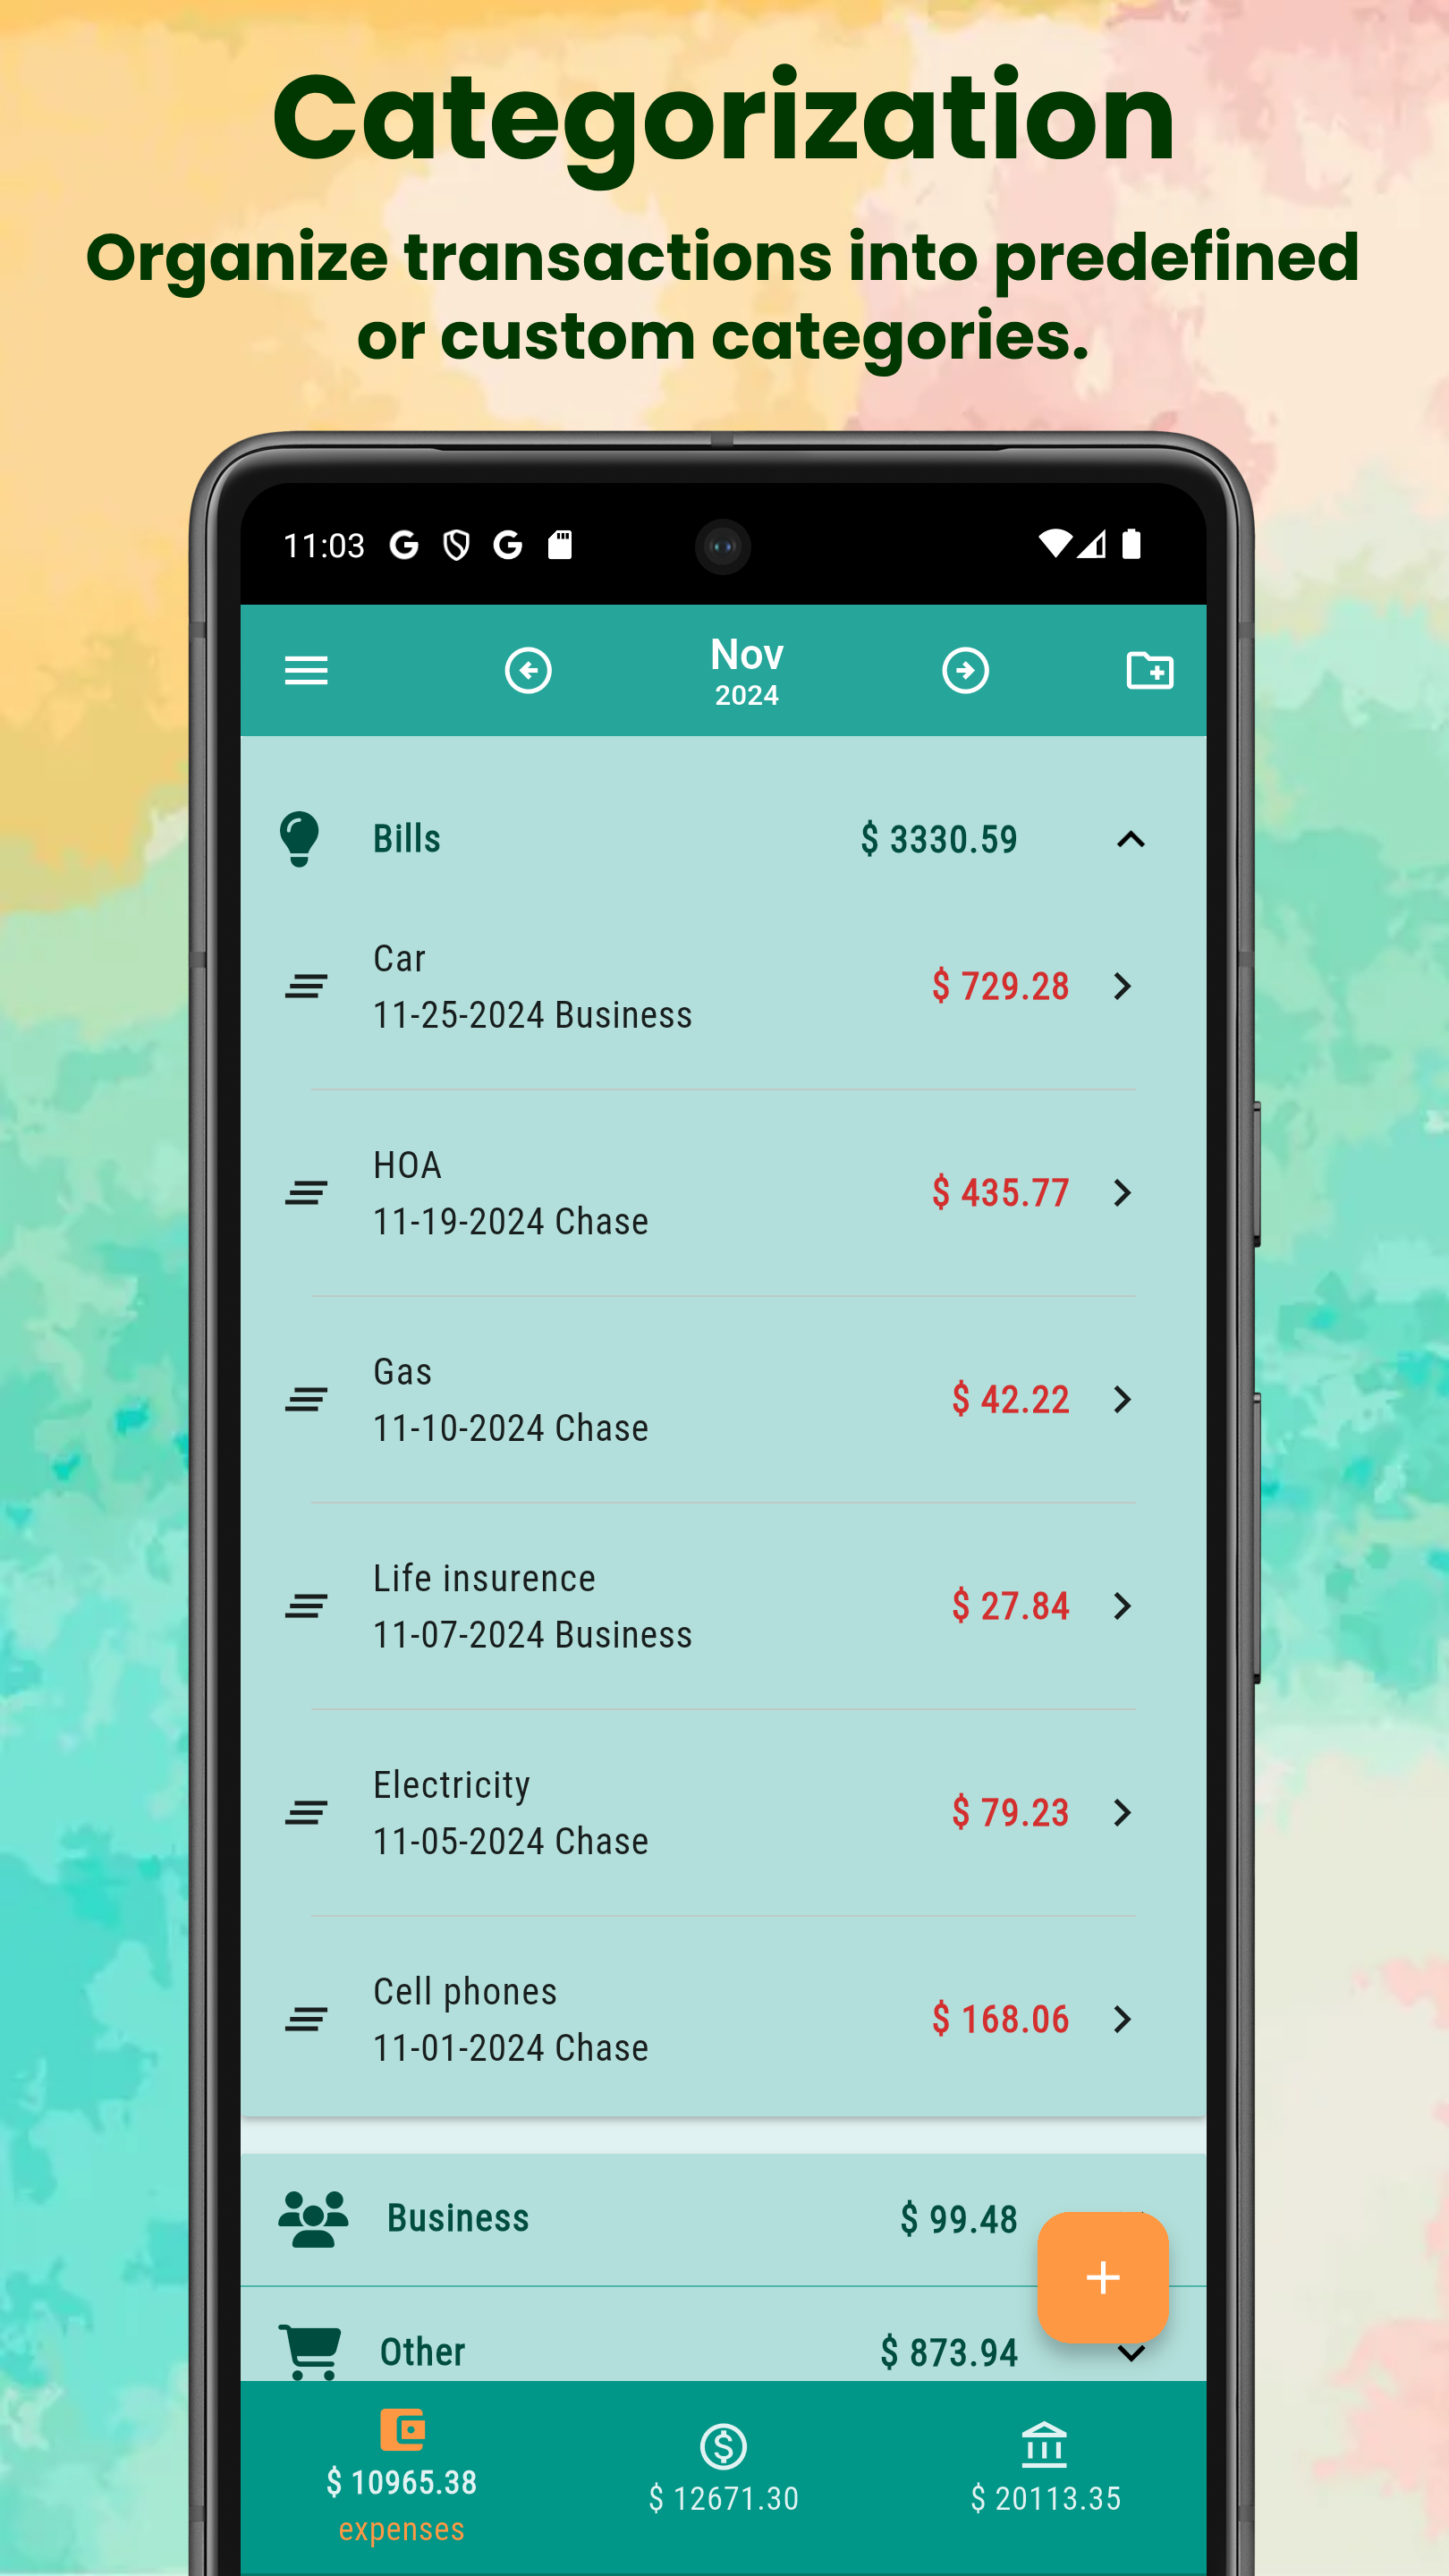 Categorization
Organize transactions into predefined
or custom categories.
11:03
Nov
2024
Bills $ 3330.59
Car
11-25-2024 Business
$ 729.28
HOA
11-19-2024 Chase
$ 435.77
Gas
11-10-2024 Chase
$ 42.22
Life insurence
11-07-2024 Business
$ 27.84
Electricity
11-05-2024 Chase
$ 79.23
Cell phones
11-01-2024 Chase
$ 168.06
Business $ 99.48
+
Other $ 873.94
$ 10965.38
expenses
$ 12671.30
$ 20113.35